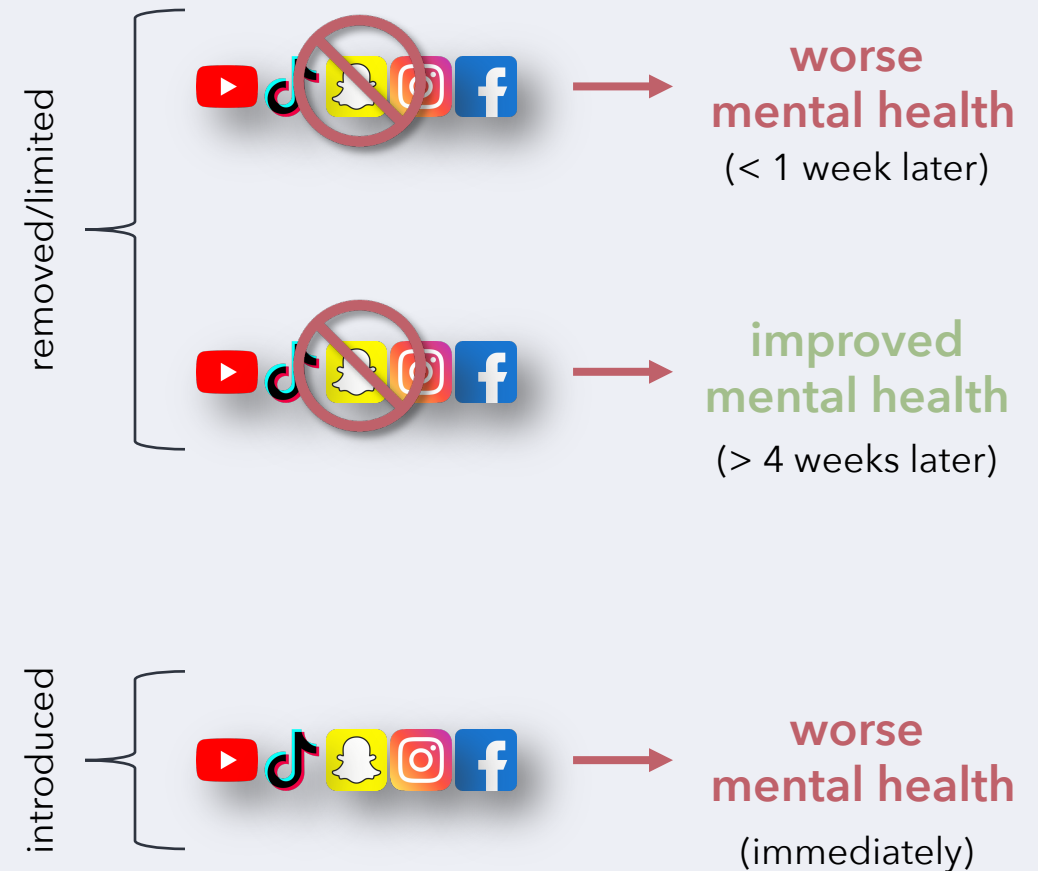 removed/limited
worse
mental health
(< 1 week later)
improved
mental health
(> 4 weeks later)
introduced
worse
mental health
(immediately)